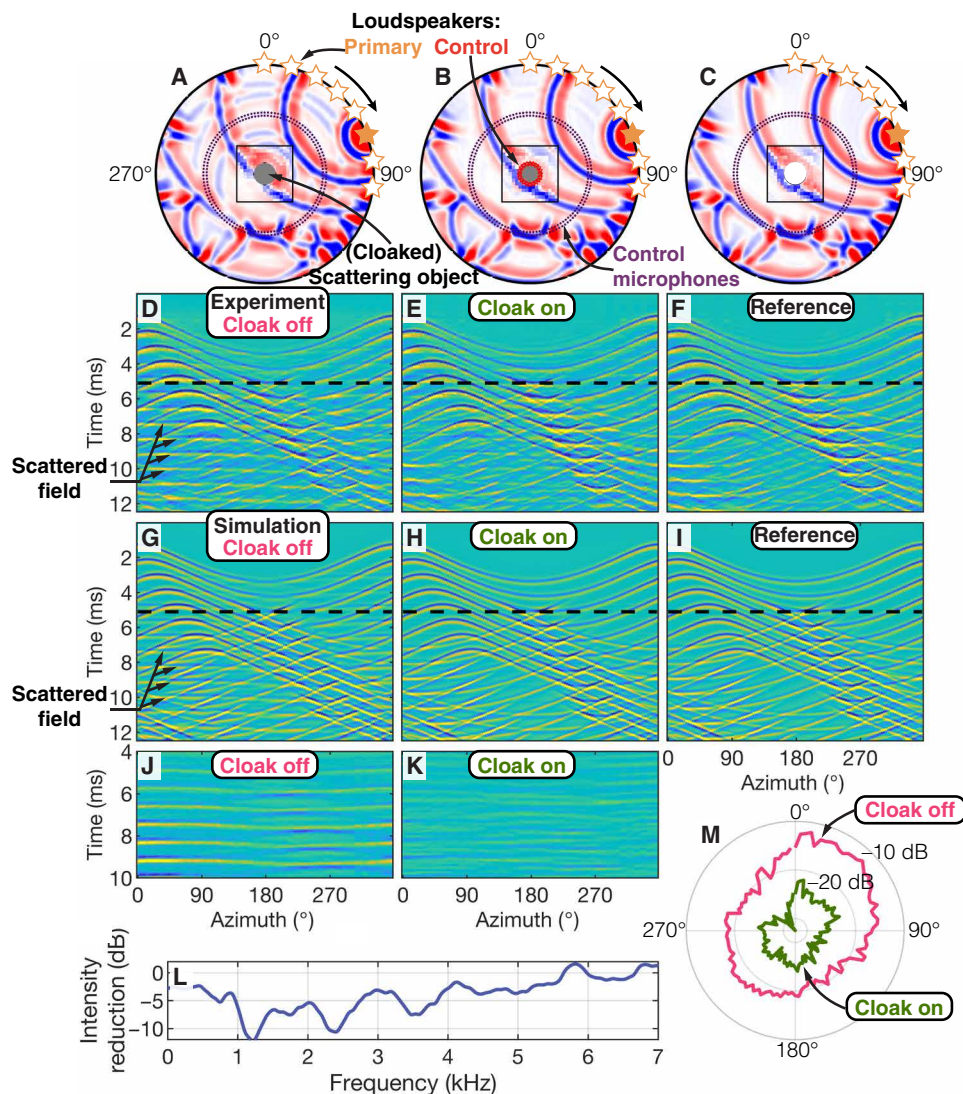 Loudspeakers:
0° Primary Control 0° 0°
A B C
270° 90° 90° 90°
(Cloaked)
Scattering object
Control
microphones
D Experiment E Cloak on F Reference
Cloak off
2
4
6
8
10
12
Time (ms)
Scattered
field
G Simulation H Cloak on I Reference
Cloak off
2
4
6
8
10
12
Time (ms)
Scattered
field
J Cloak off K Cloak on
4
6
8
10
Time (ms)
0 90 180 270
Azimuth (°)
0 90 180 270
Azimuth (°)
0 90 180 270
Azimuth (°)
M 0° Cloak off
-10 dB
-20 dB
270° 90°
Cloak on
180°
L
Intensity
reduction (dB)
0
-5
-10
0 1 2 3 4 5 6 7
Frequency (kHz)